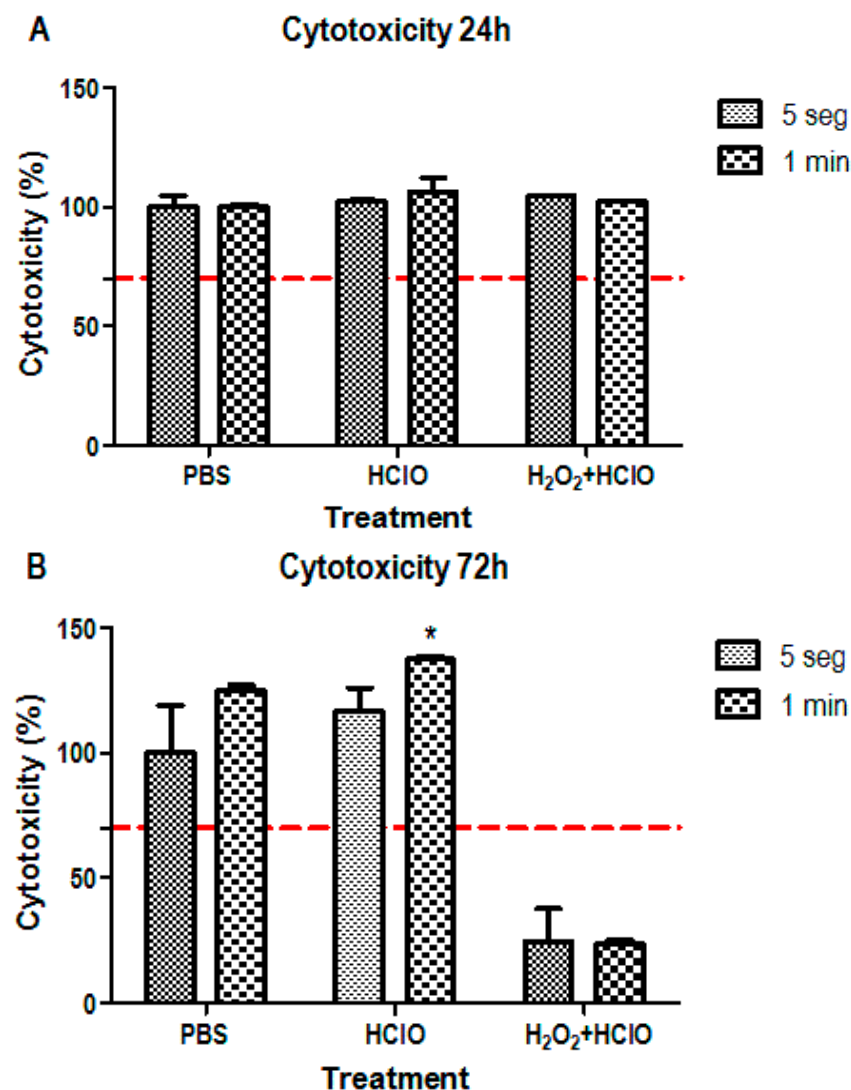 A
Cytotoxicity 24h
Cytotoxicity (%)
150
100
50
0
PBS
HClO
H₂O₂+HClO
Treatment
5 seg
1 min
B
Cytotoxicity 72h
Cytotoxicity (%)
150
100
50
0
*
PBS
HClO
H₂O₂+HClO
Treatment
5 seg
1 min